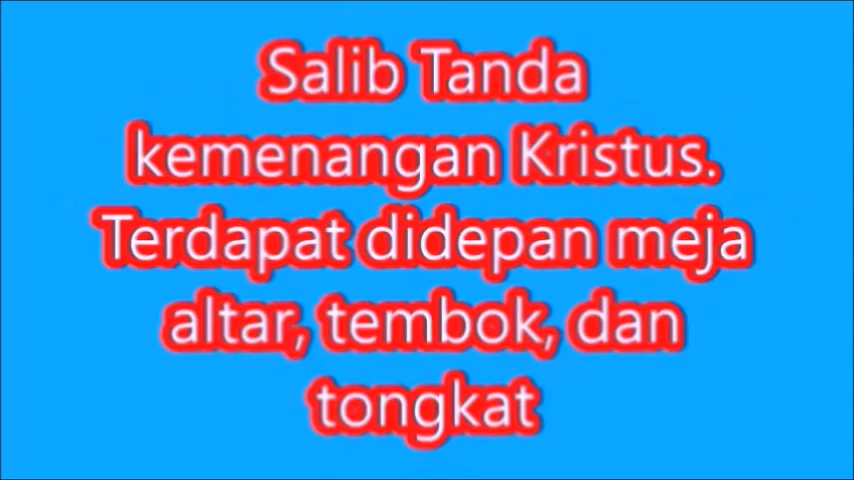 Salib Tanda
kemenangan Kristus.
Terdapat didepan meja
altar, tembok, dan
tongkat